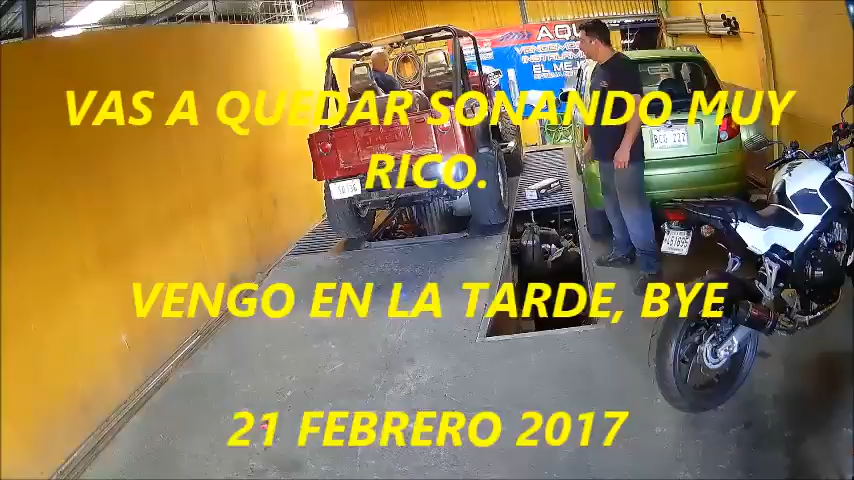 VAS A QUEDAR SONANDO MUY
RICO.
VENGO EN LA TARDE, BYE
21 FEBRERO 2017